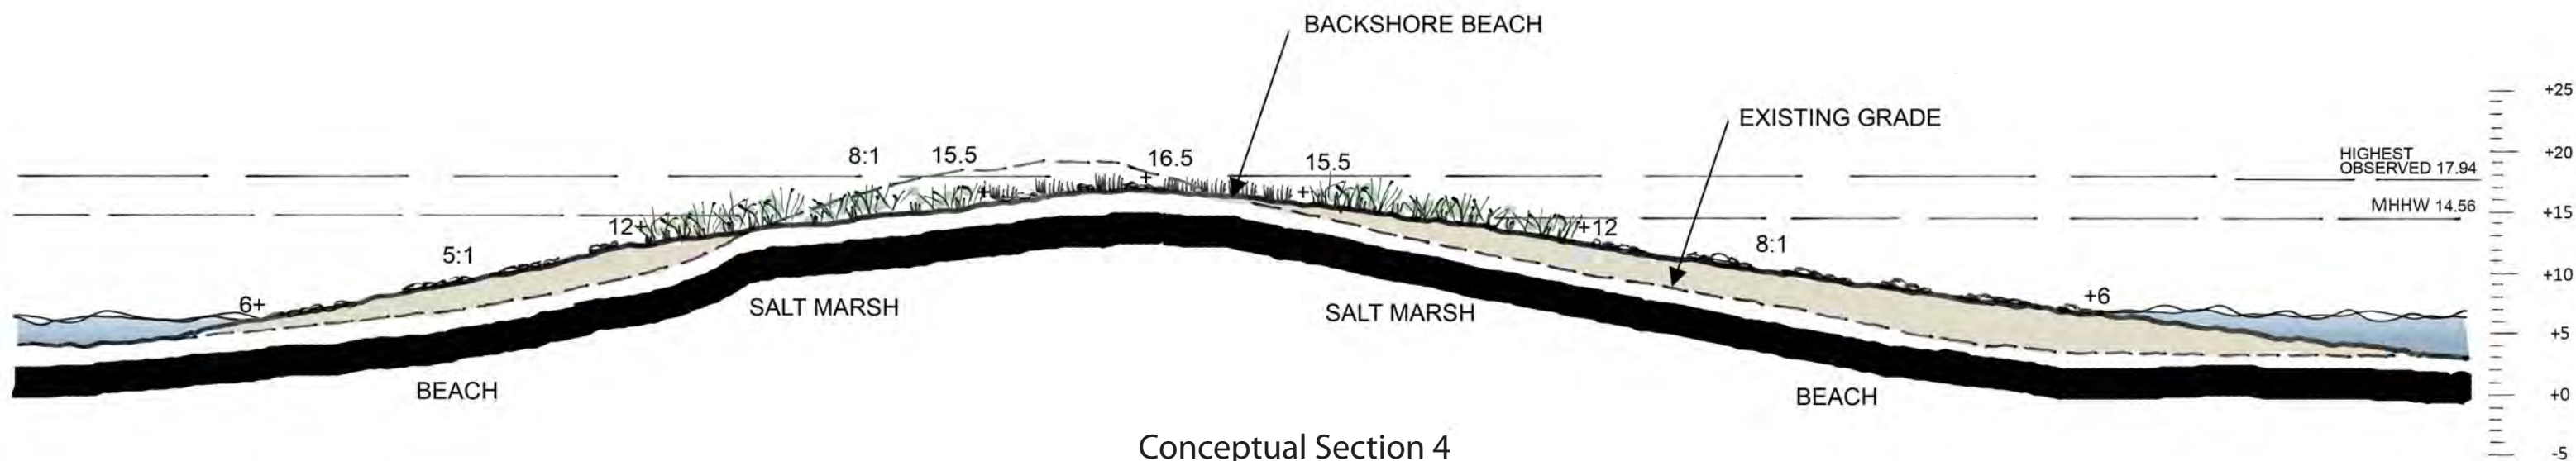 BACKSHORE BEACH
EXISTING GRADE
+25
+20
+15
+10
+5
+0
-5
HIGHEST
OBSERVED 17.94
MHHW 14.56
8:1
15.5
16.5
+
15.5
+
+
12+
+12
5:1
8:1
6+
+6
SALT MARSH
SALT MARSH
BEACH
BEACH
Conceptual Section 4